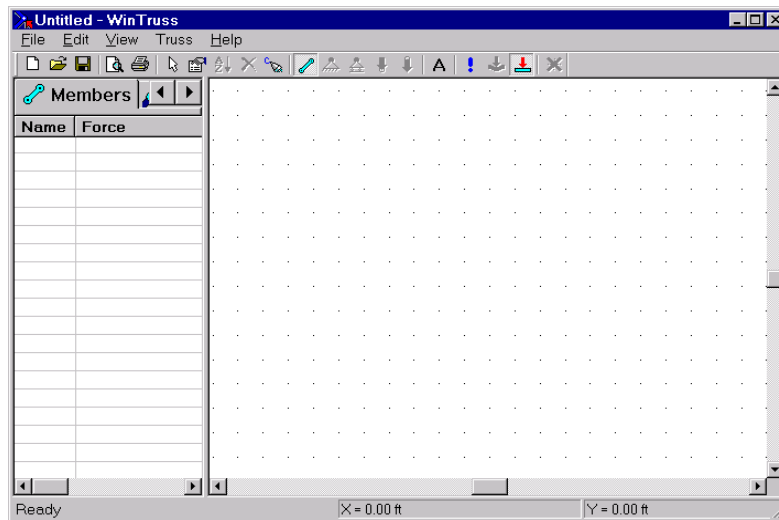 Untitled - WinTruss
File Edit View Truss Help
A !
Members
Name Force
Ready X = 0.00 ft Y = 0.00 ft